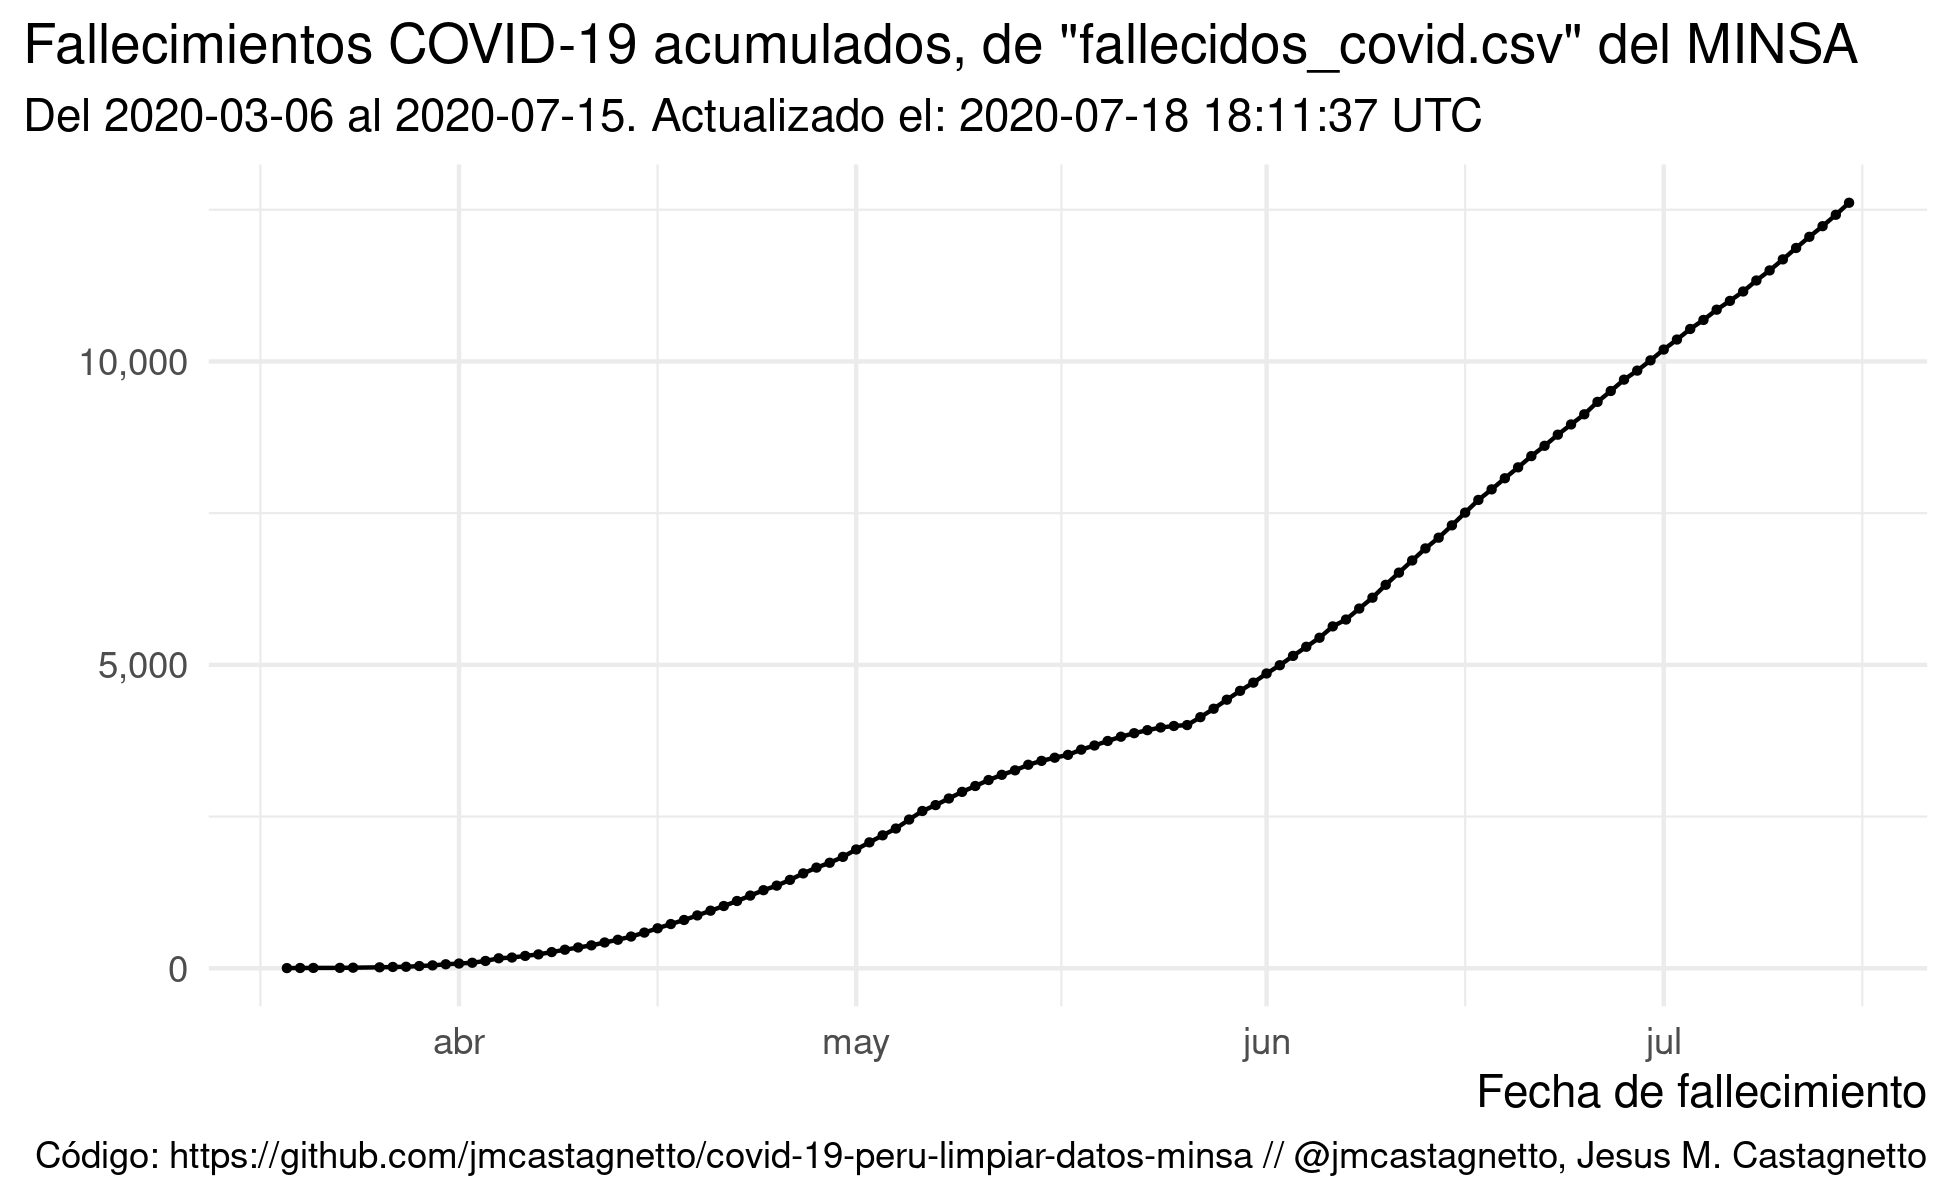 Fallecimientos COVID-19 acumulados, de "fallecidos_covid.csv" del MINSA
Del 2020-03-06 al 2020-07-15. Actualizado el: 2020-07-18 18:11:37 UTC
10,000
5,000
0
abr may jun jul
Fecha de fallecimiento
Código: https://github.com/jmcastagnetto/covid-19-peru-limpiar-datos-minsa // @jmcastagnetto, Jesus M. Castagnetto